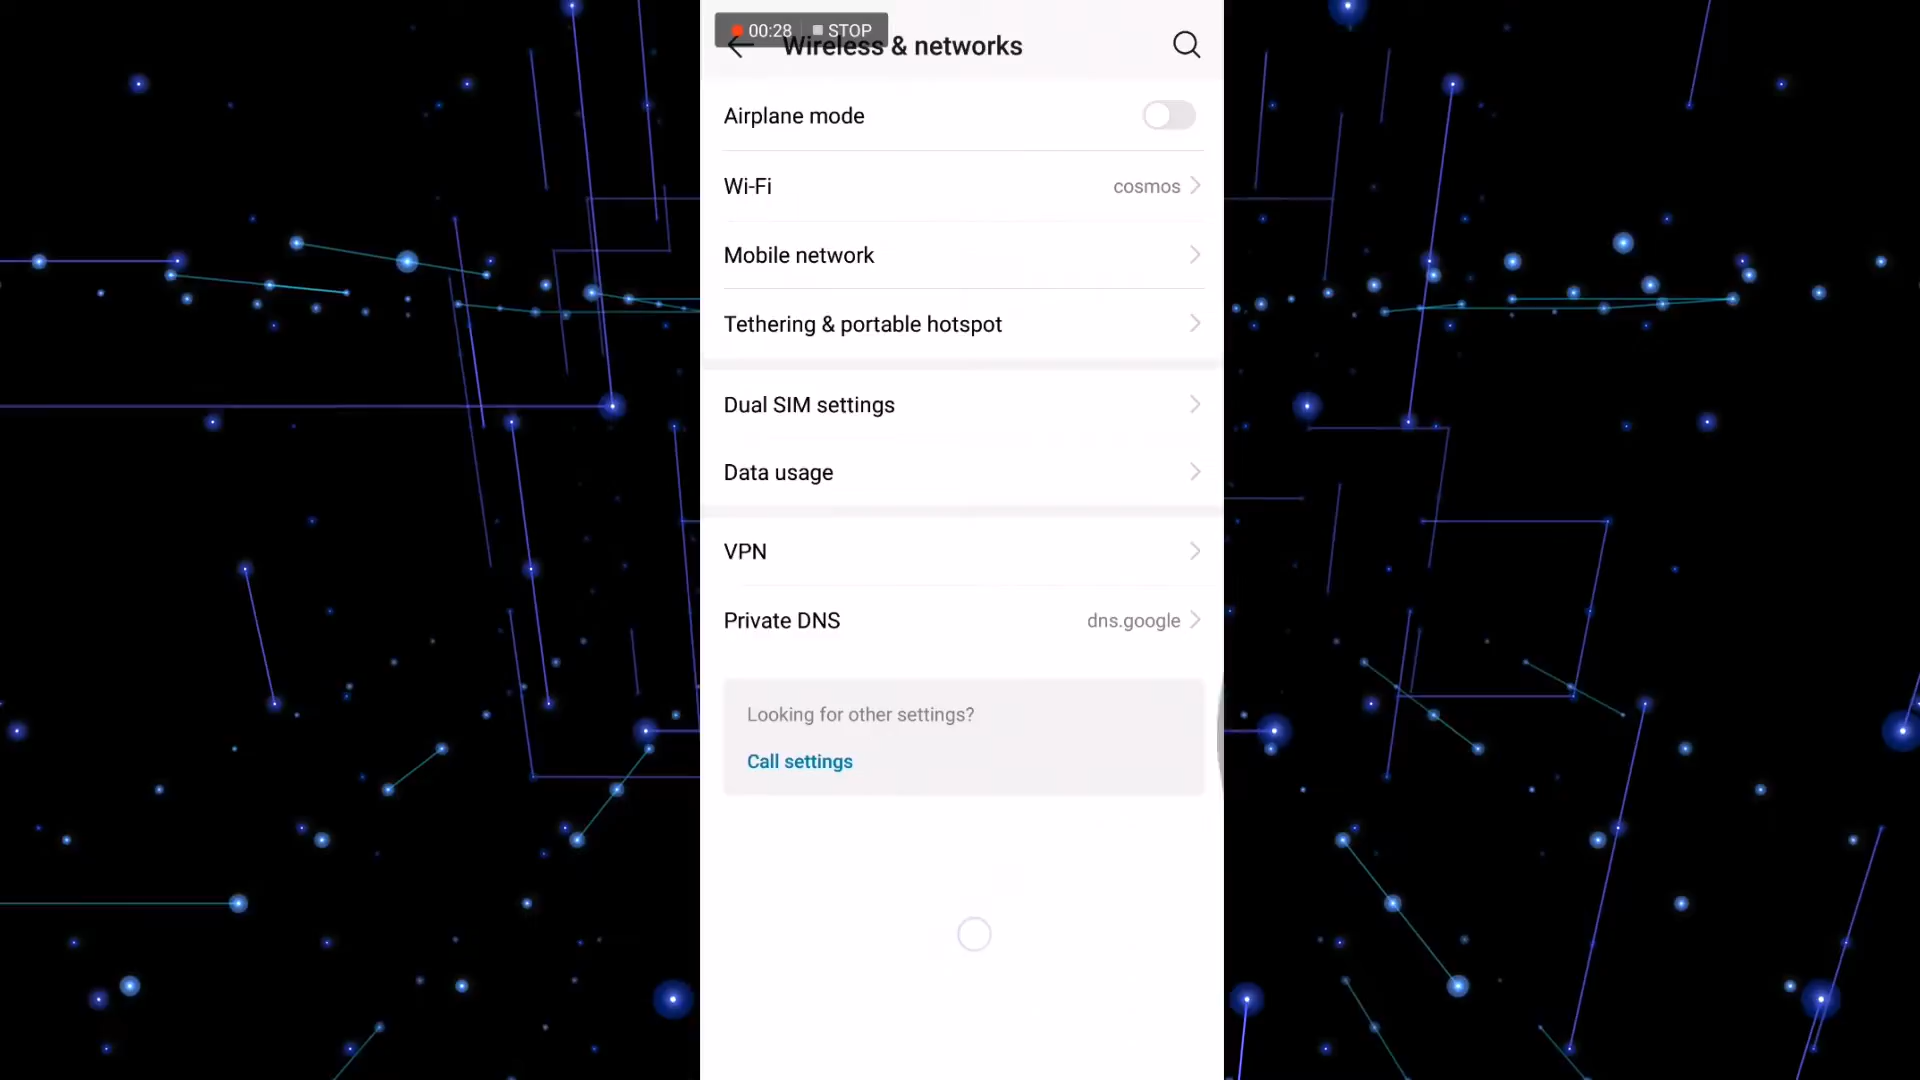 00:28 STOP
Wireless & networks
Airplane mode
Wi-Fi cosmos
Mobile network
Tethering & portable hotspot
Dual SIM settings
Data usage
VPN
Private DNS dns.google
Looking for other settings?
Call settings